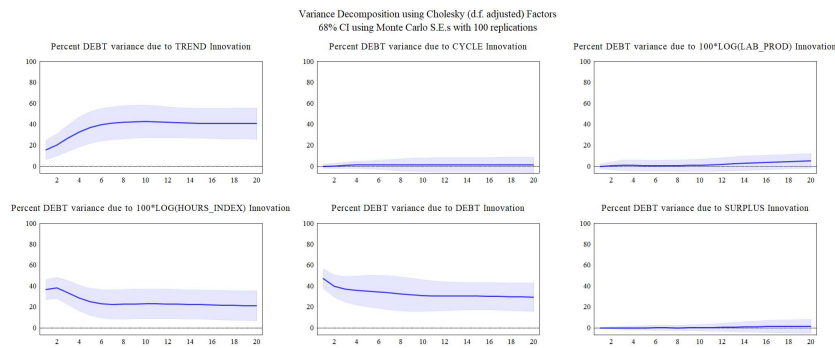 Variance Decomposition using Cholesky (d.f. adjusted) Factors
68% CI using Monte Carlo S.E.s with 100 replications
Percent DEBT variance due to TREND Innovation
100
80
60
40
20
0
2 4 6 8 10 12 14 16 18 20
Percent DEBT variance due to CYCLE Innovation
100
80
60
40
20
0
2 4 6 8 10 12 14 16 18 20
Percent DEBT variance due to 100*LOG(LAB_PROD) Innovation
100
80
60
40
20
0
2 4 6 8 10 12 14 16 18 20
Percent DEBT variance due to 100*LOG(HOURS_INDEX) Innovation
100
80
60
40
20
0
2 4 6 8 10 12 14 16 18 20
Percent DEBT variance due to DEBT Innovation
100
80
60
40
20
0
2 4 6 8 10 12 14 16 18 20
Percent DEBT variance due to SURPLUS Innovation
100
80
60
40
20
0
2 4 6 8 10 12 14 16 18 20